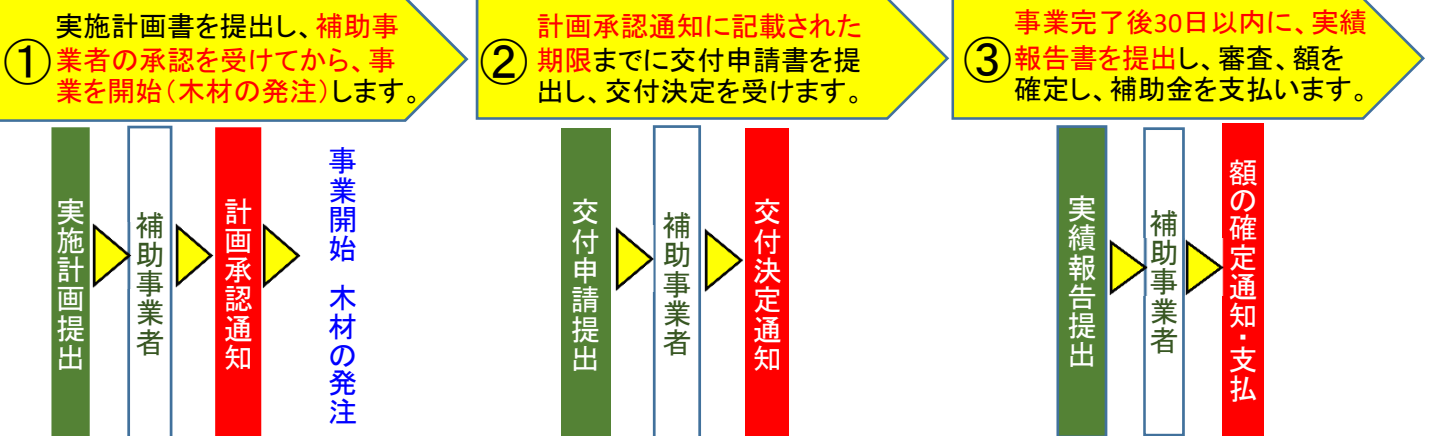 ①
実施計画書を提出し、補助事
業者の承認を受けてから、事
業を開始（木材の発注）します。
②
計画承認通知に記載された
期限までに交付申請書を提
出し、交付決定を受けます。
③
事業完了後30日以内に、実績
報告書を提出し、審査、額を
確定し、補助金を支払います。
実施計画提出
補助事業者
計画承認通知
事業開始　木材の発注
交付申請提出
補助事業者
交付決定通知
実績報告提出
補助事業者
額の確定通知・支払